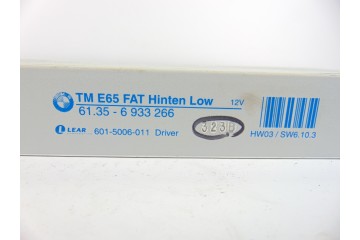 TM E65 FAT Hinten Low 12V
61.35 - 6 933 266
LEAR 601-5006-011 Driver
HW03 / SW6.10.3